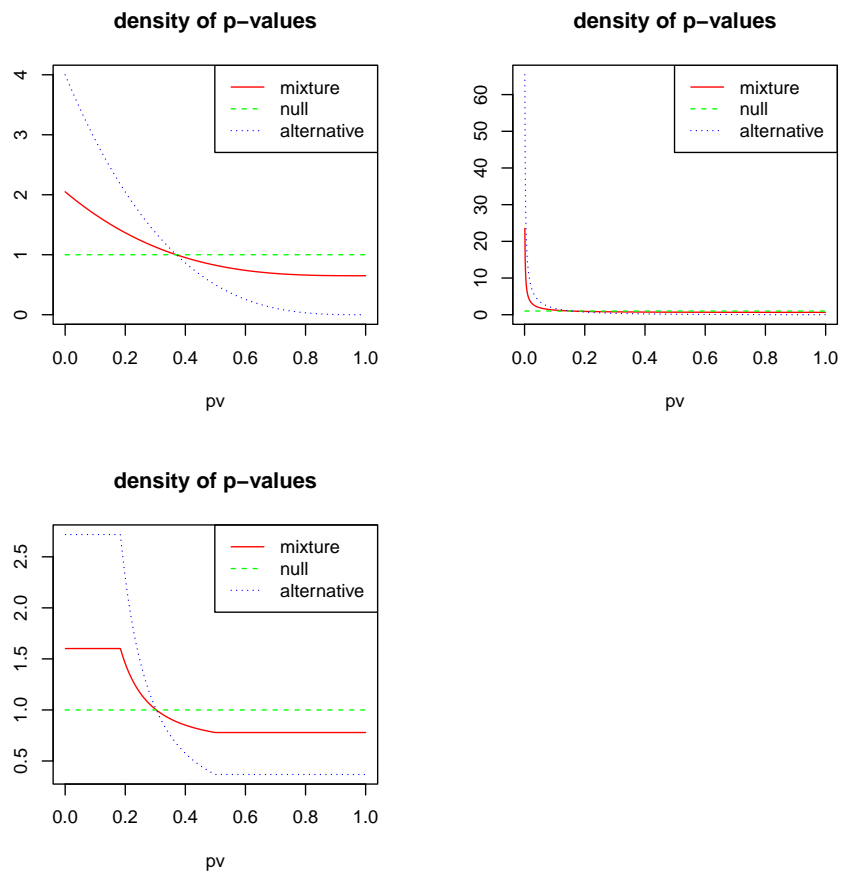 density of p−values
mixture
null
alternative
4
3
2
1
0
0.0 0.2 0.4 0.6 0.8 1.0
pv
density of p−values
mixture
null
alternative
60
50
40
30
20
10
0
0.0 0.2 0.4 0.6 0.8 1.0
pv
density of p−values
mixture
null
alternative
2.5
2.0
1.5
1.0
0.5
0.0 0.2 0.4 0.6 0.8 1.0
pv